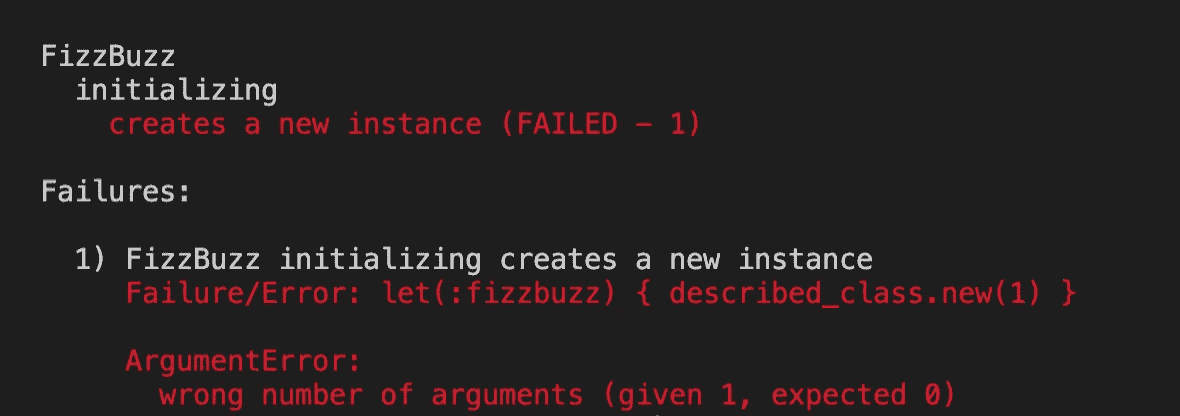 FizzBuzz
initializing
creates a new instance (FAILED – 1)
Failures:
1) FizzBuzz initializing creates a new instance
Failure/Error: let(:fizzbuzz) { described_class.new(1) }
ArgumentError:
wrong number of arguments (given 1, expected 0)